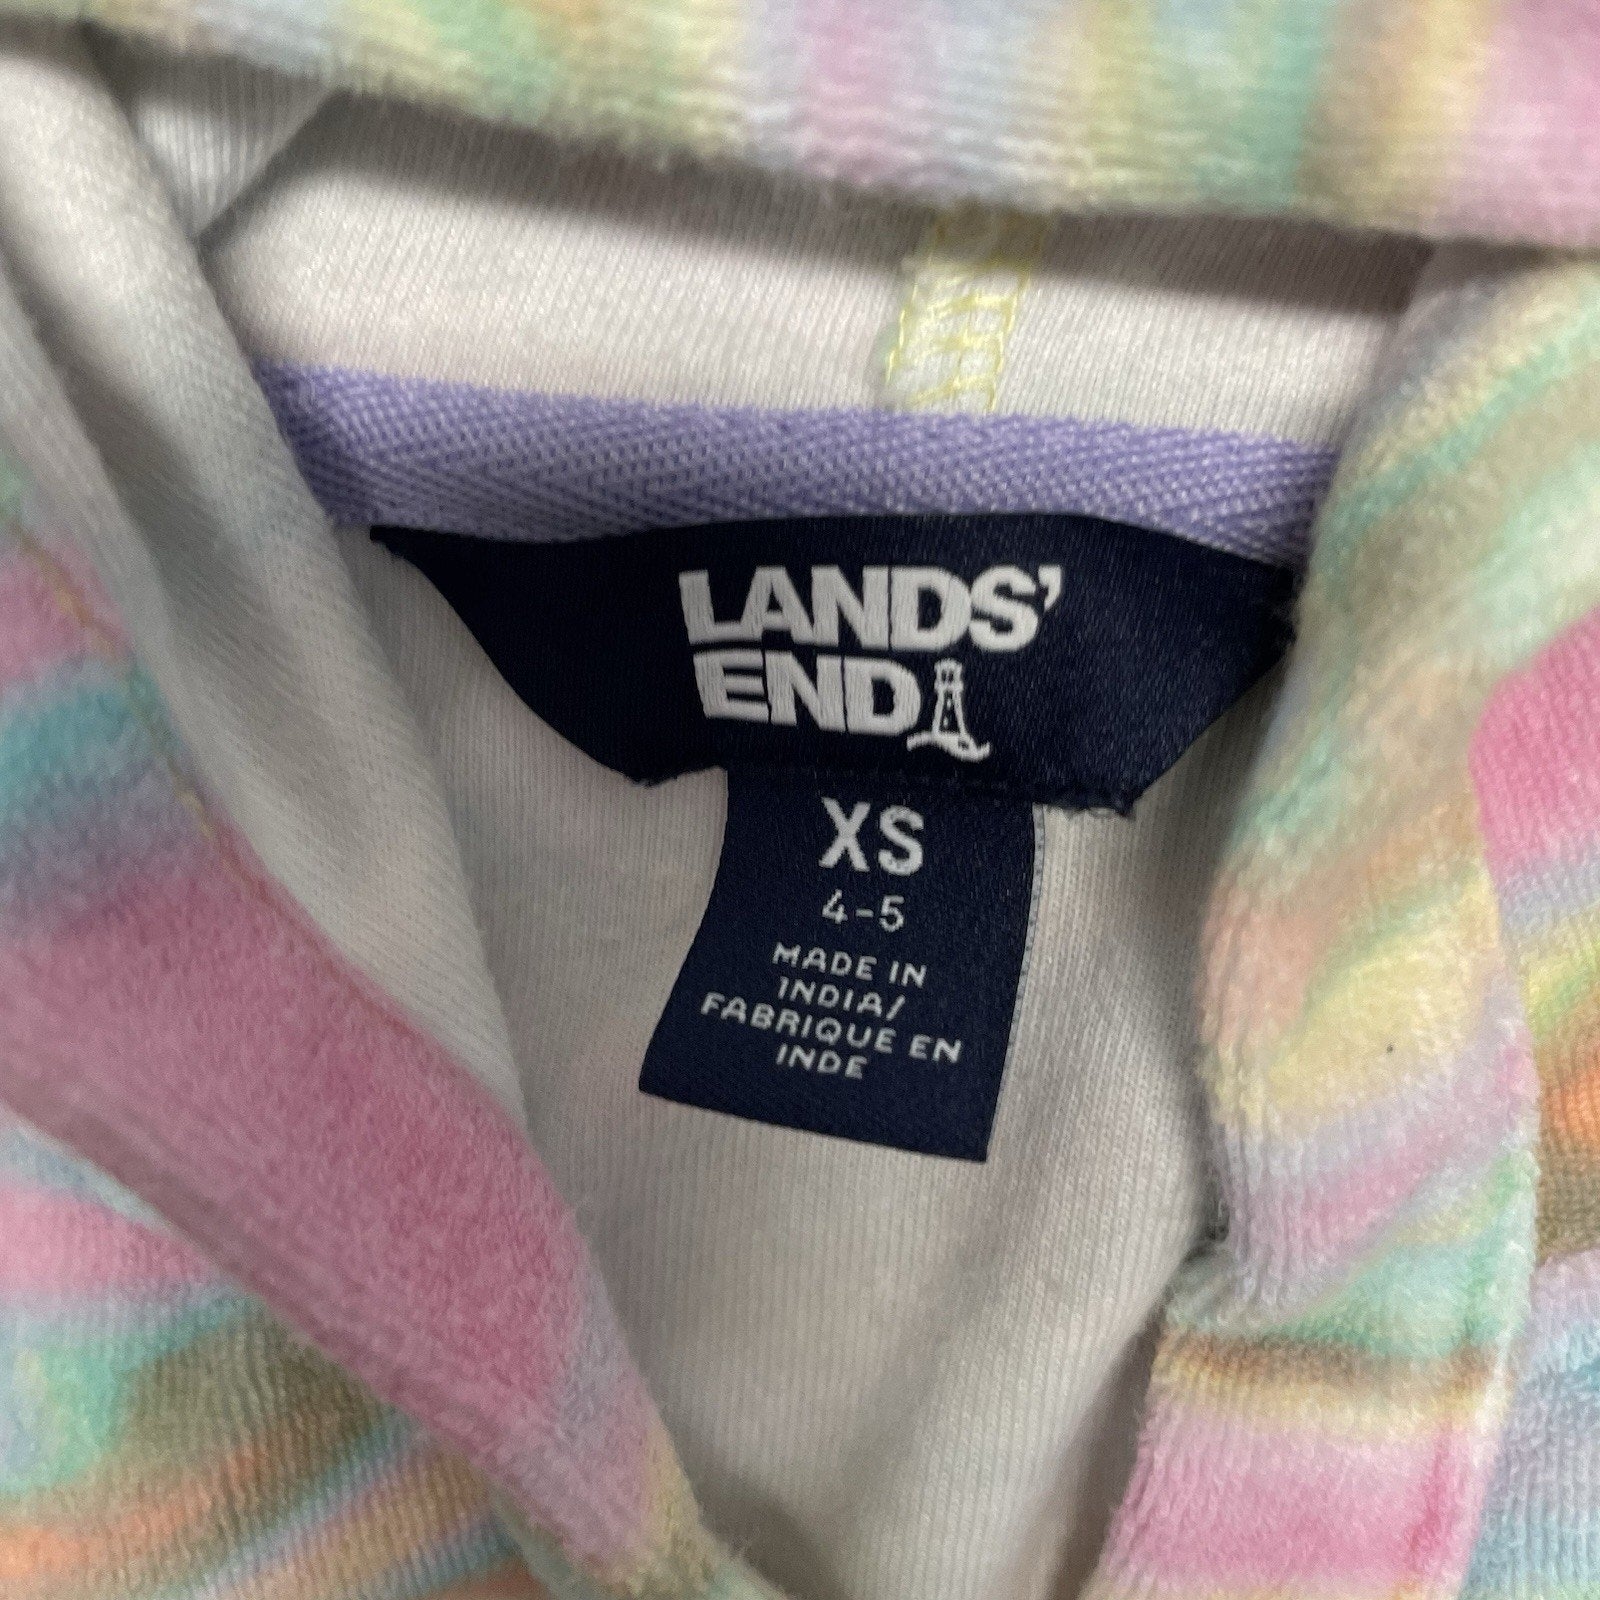 LANDS'
END
XS
4-5
MADE IN
INDIA/
FABRIQUE EN
INDE